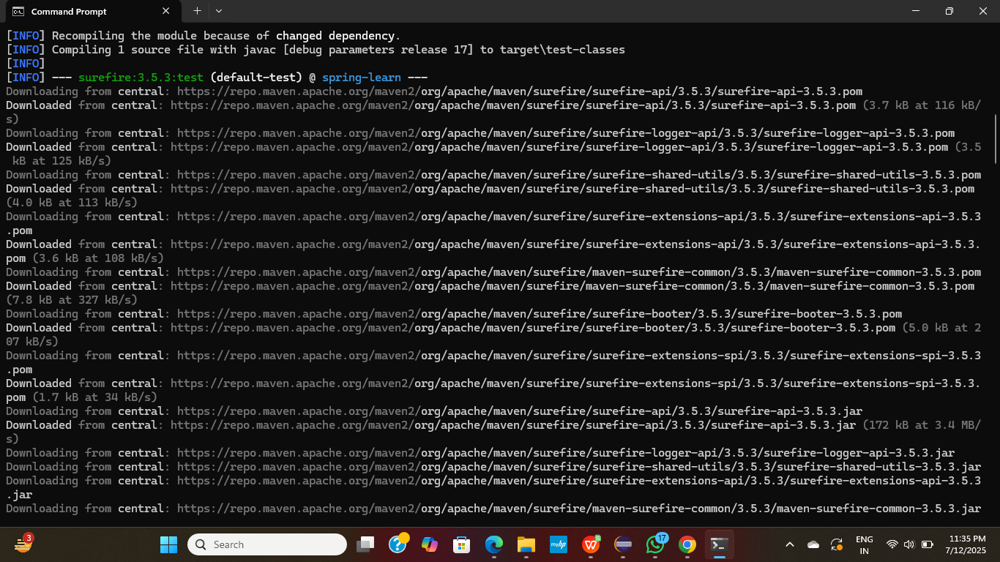 Command Prompt
[INFO] Recompiling the module because of changed dependency.
[INFO] Compiling 1 source file with javac [debug parameters release 17] to target\test-classes
[INFO]
[INFO] --- surefire:3.5.3:test (default-test) @ spring-learn ---
Downloading from central: https://repo.maven.apache.org/maven2/org/apache/maven/surefire/surefire-api/3.5.3/surefire-api-3.5.3.pom
Downloaded from central: https://repo.maven.apache.org/maven2/org/apache/maven/surefire/surefire-api/3.5.3/surefire-api-3.5.3.pom (3.7 kB at 116 kB/
s)
Downloading from central: https://repo.maven.apache.org/maven2/org/apache/maven/surefire/surefire-logger-api/3.5.3/surefire-logger-api-3.5.3.pom
Downloaded from central: https://repo.maven.apache.org/maven2/org/apache/maven/surefire/surefire-logger-api/3.5.3/surefire-logger-api-3.5.3.pom (3.5
 kB at 125 kB/s)
Downloading from central: https://repo.maven.apache.org/maven2/org/apache/maven/surefire/surefire-shared-utils/3.5.3/surefire-shared-utils-3.5.3.pom
Downloaded from central: https://repo.maven.apache.org/maven2/org/apache/maven/surefire/surefire-shared-utils/3.5.3/surefire-shared-utils-3.5.3.pom
(4.0 kB at 113 kB/s)
Downloading from central: https://repo.maven.apache.org/maven2/org/apache/maven/surefire/surefire-extensions-api/3.5.3/surefire-extensions-api-3.5.3
.pom
Downloaded from central: https://repo.maven.apache.org/maven2/org/apache/maven/surefire/surefire-extensions-api/3.5.3/surefire-extensions-api-3.5.3.
pom (3.6 kB at 108 kB/s)
Downloading from central: https://repo.maven.apache.org/maven2/org/apache/maven/surefire/maven-surefire-common/3.5.3/maven-surefire-common-3.5.3.pom
Downloaded from central: https://repo.maven.apache.org/maven2/org/apache/maven/surefire/maven-surefire-common/3.5.3/maven-surefire-common-3.5.3.pom
(7.8 kB at 327 kB/s)
Downloading from central: https://repo.maven.apache.org/maven2/org/apache/maven/surefire/surefire-booter/3.5.3/surefire-booter-3.5.3.pom
Downloaded from central: https://repo.maven.apache.org/maven2/org/apache/maven/surefire/surefire-booter/3.5.3/surefire-booter-3.5.3.pom (5.0 kB at 2
07 kB/s)
Downloading from central: https://repo.maven.apache.org/maven2/org/apache/maven/surefire/surefire-extensions-spi/3.5.3/surefire-extensions-spi-3.5.3
.pom
Downloaded from central: https://repo.maven.apache.org/maven2/org/apache/maven/surefire/surefire-extensions-spi/3.5.3/surefire-extensions-spi-3.5.3.
pom (1.7 kB at 34 kB/s)
Downloading from central: https://repo.maven.apache.org/maven2/org/apache/maven/surefire/surefire-api/3.5.3/surefire-api-3.5.3.jar
Downloaded from central: https://repo.maven.apache.org/maven2/org/apache/maven/surefire/surefire-api/3.5.3/surefire-api-3.5.3.jar (172 kB at 3.4 MB/
s)
Downloading from central: https://repo.maven.apache.org/maven2/org/apache/maven/surefire/surefire-logger-api/3.5.3/surefire-logger-api-3.5.3.jar
Downloading from central: https://repo.maven.apache.org/maven2/org/apache/maven/surefire/surefire-shared-utils/3.5.3/surefire-shared-utils-3.5.3.jar
Downloading from central: https://repo.maven.apache.org/maven2/org/apache/maven/surefire/surefire-extensions-api/3.5.3/surefire-extensions-api-3.5.3
.jar
Downloading from central: https://repo.maven.apache.org/maven2/org/apache/maven/surefire/maven-surefire-common/3.5.3/maven-surefire-common-3.5.3.jar
3
Search
myhp
17
ENG
IN
11:35 PM
7/12/2025